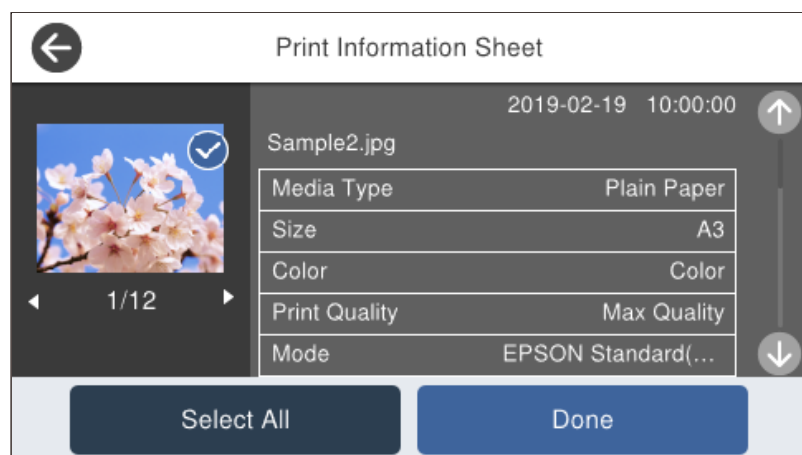 Print Information Sheet
2019-02-19 10:00:00
Sample2.jpg
Media Type Plain Paper
Size A3
Color Color
Print Quality Max Quality
Mode EPSON Standard(...
1/12
Select All Done